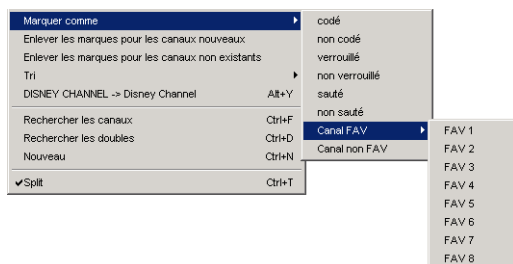 Marquer comme
Enlever les marques pour les canaux nouveaux
Enlever les marques pour les canaux non existants
Tri
DISNEY CHANNEL -> Disney Channel Alt+Y
Rechercher les canaux Ctrl+F
Rechercher les doubles Ctrl+D
Nouveau Ctrl+N
✔Split Ctrl+T
codé
non codé
verrouillé
non verrouillé
sauté
non sauté
Canal FAV
Canal non FAV
FAV 1
FAV 2
FAV 3
FAV 4
FAV 5
FAV 6
FAV 7
FAV 8